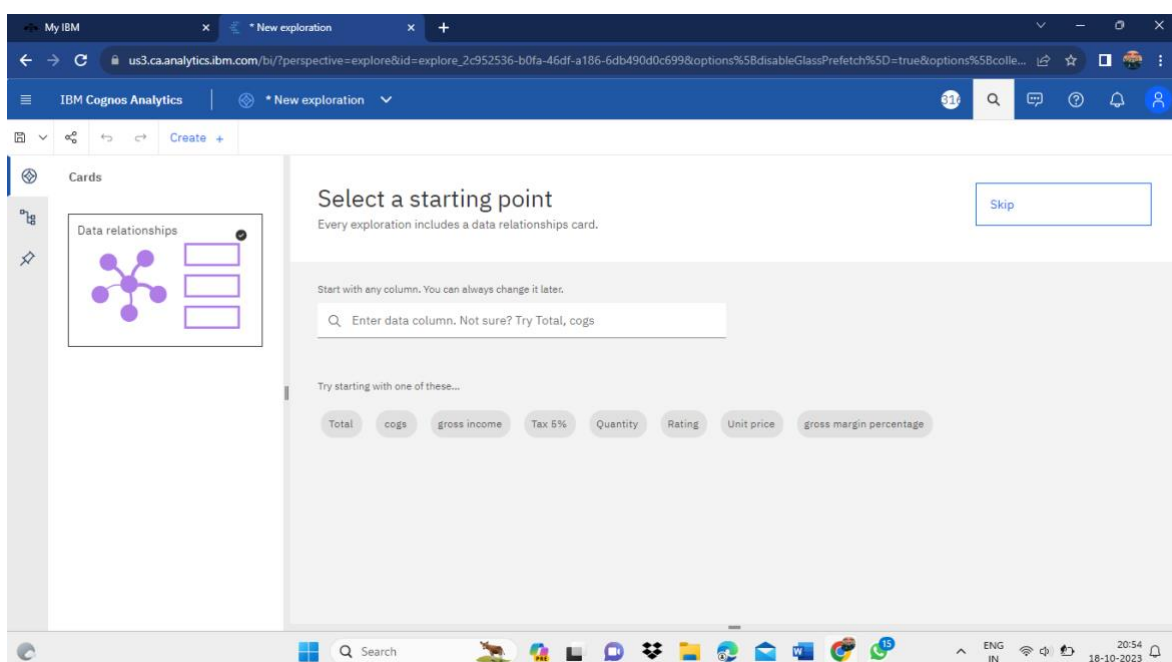 My IBM
* New exploration
us3.ca.analytics.ibm.com/bi/?perspective=explore&id=explore_2c952536-b0fa-46df-a186-6db490d0c699&options%5BdisableGlassPrefetch%5D=true&options%5Bcolle...
IBM Cognos Analytics
* New exploration
Create +
Cards
Data relationships
Select a starting point
Every exploration includes a data relationships card.
Skip
Start with any column. You can always change it later.
Enter data column. Not sure? Try Total, cogs
Try starting with one of these...
Total cogs gross income Tax 5% Quantity Rating Unit price gross margin percentage
Search
PRE
15
ENG
IN
20:54
18-10-2023